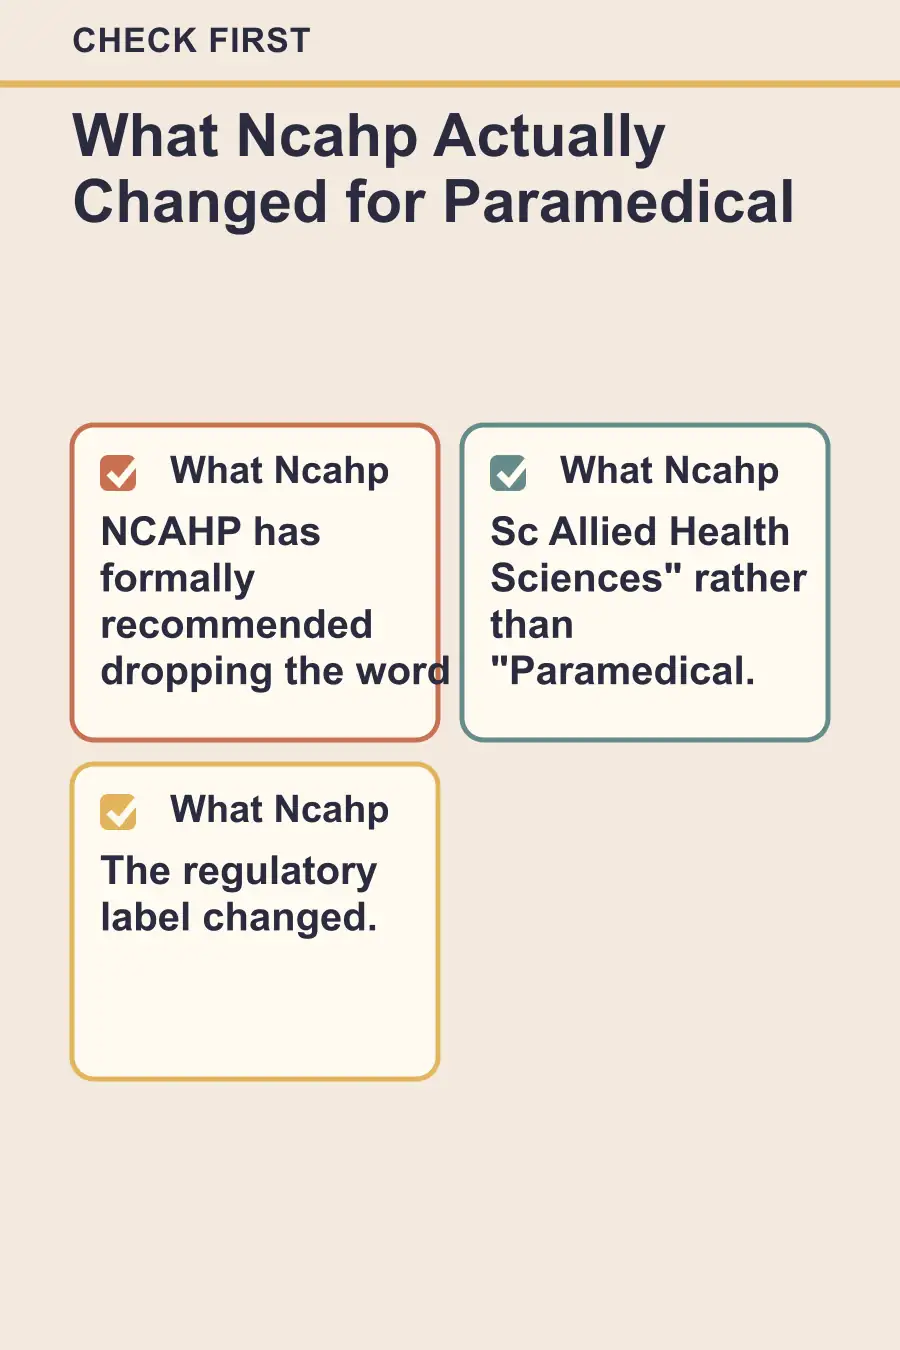 CHECK FIRST
What Ncahp Actually
Changed for Paramedical
What Ncahp
NCAHP has
formally
recommended
dropping the word
What Ncahp
Sc Allied Health
Sciences" rather
than
"Paramedical.
What Ncahp
The regulatory
label changed.